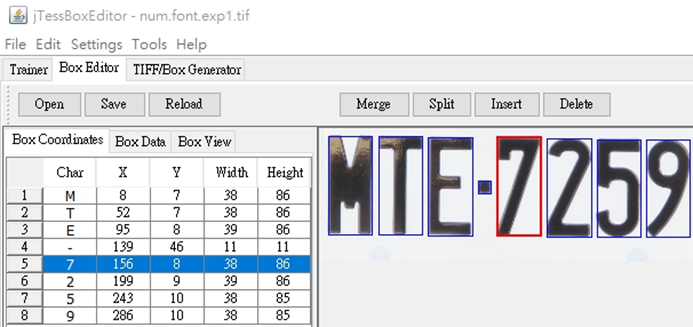 jTessBoxEditor - num.font.exp1.tif
File Edit Settings Tools Help
Trainer Box Editor TIFF/Box Generator
Open Save Reload Merge Split Insert Delete
Box Coordinates Box Data Box View
Char X Y Width Height
1 M 8 7 38 86
2 T 52 7 38 86
3 E 95 8 39 86
4 - 139 46 11 11
5 7 156 8 38 86
6 2 199 9 39 86
7 5 243 10 38 85
8 9 286 10 38 85
MTE-7259